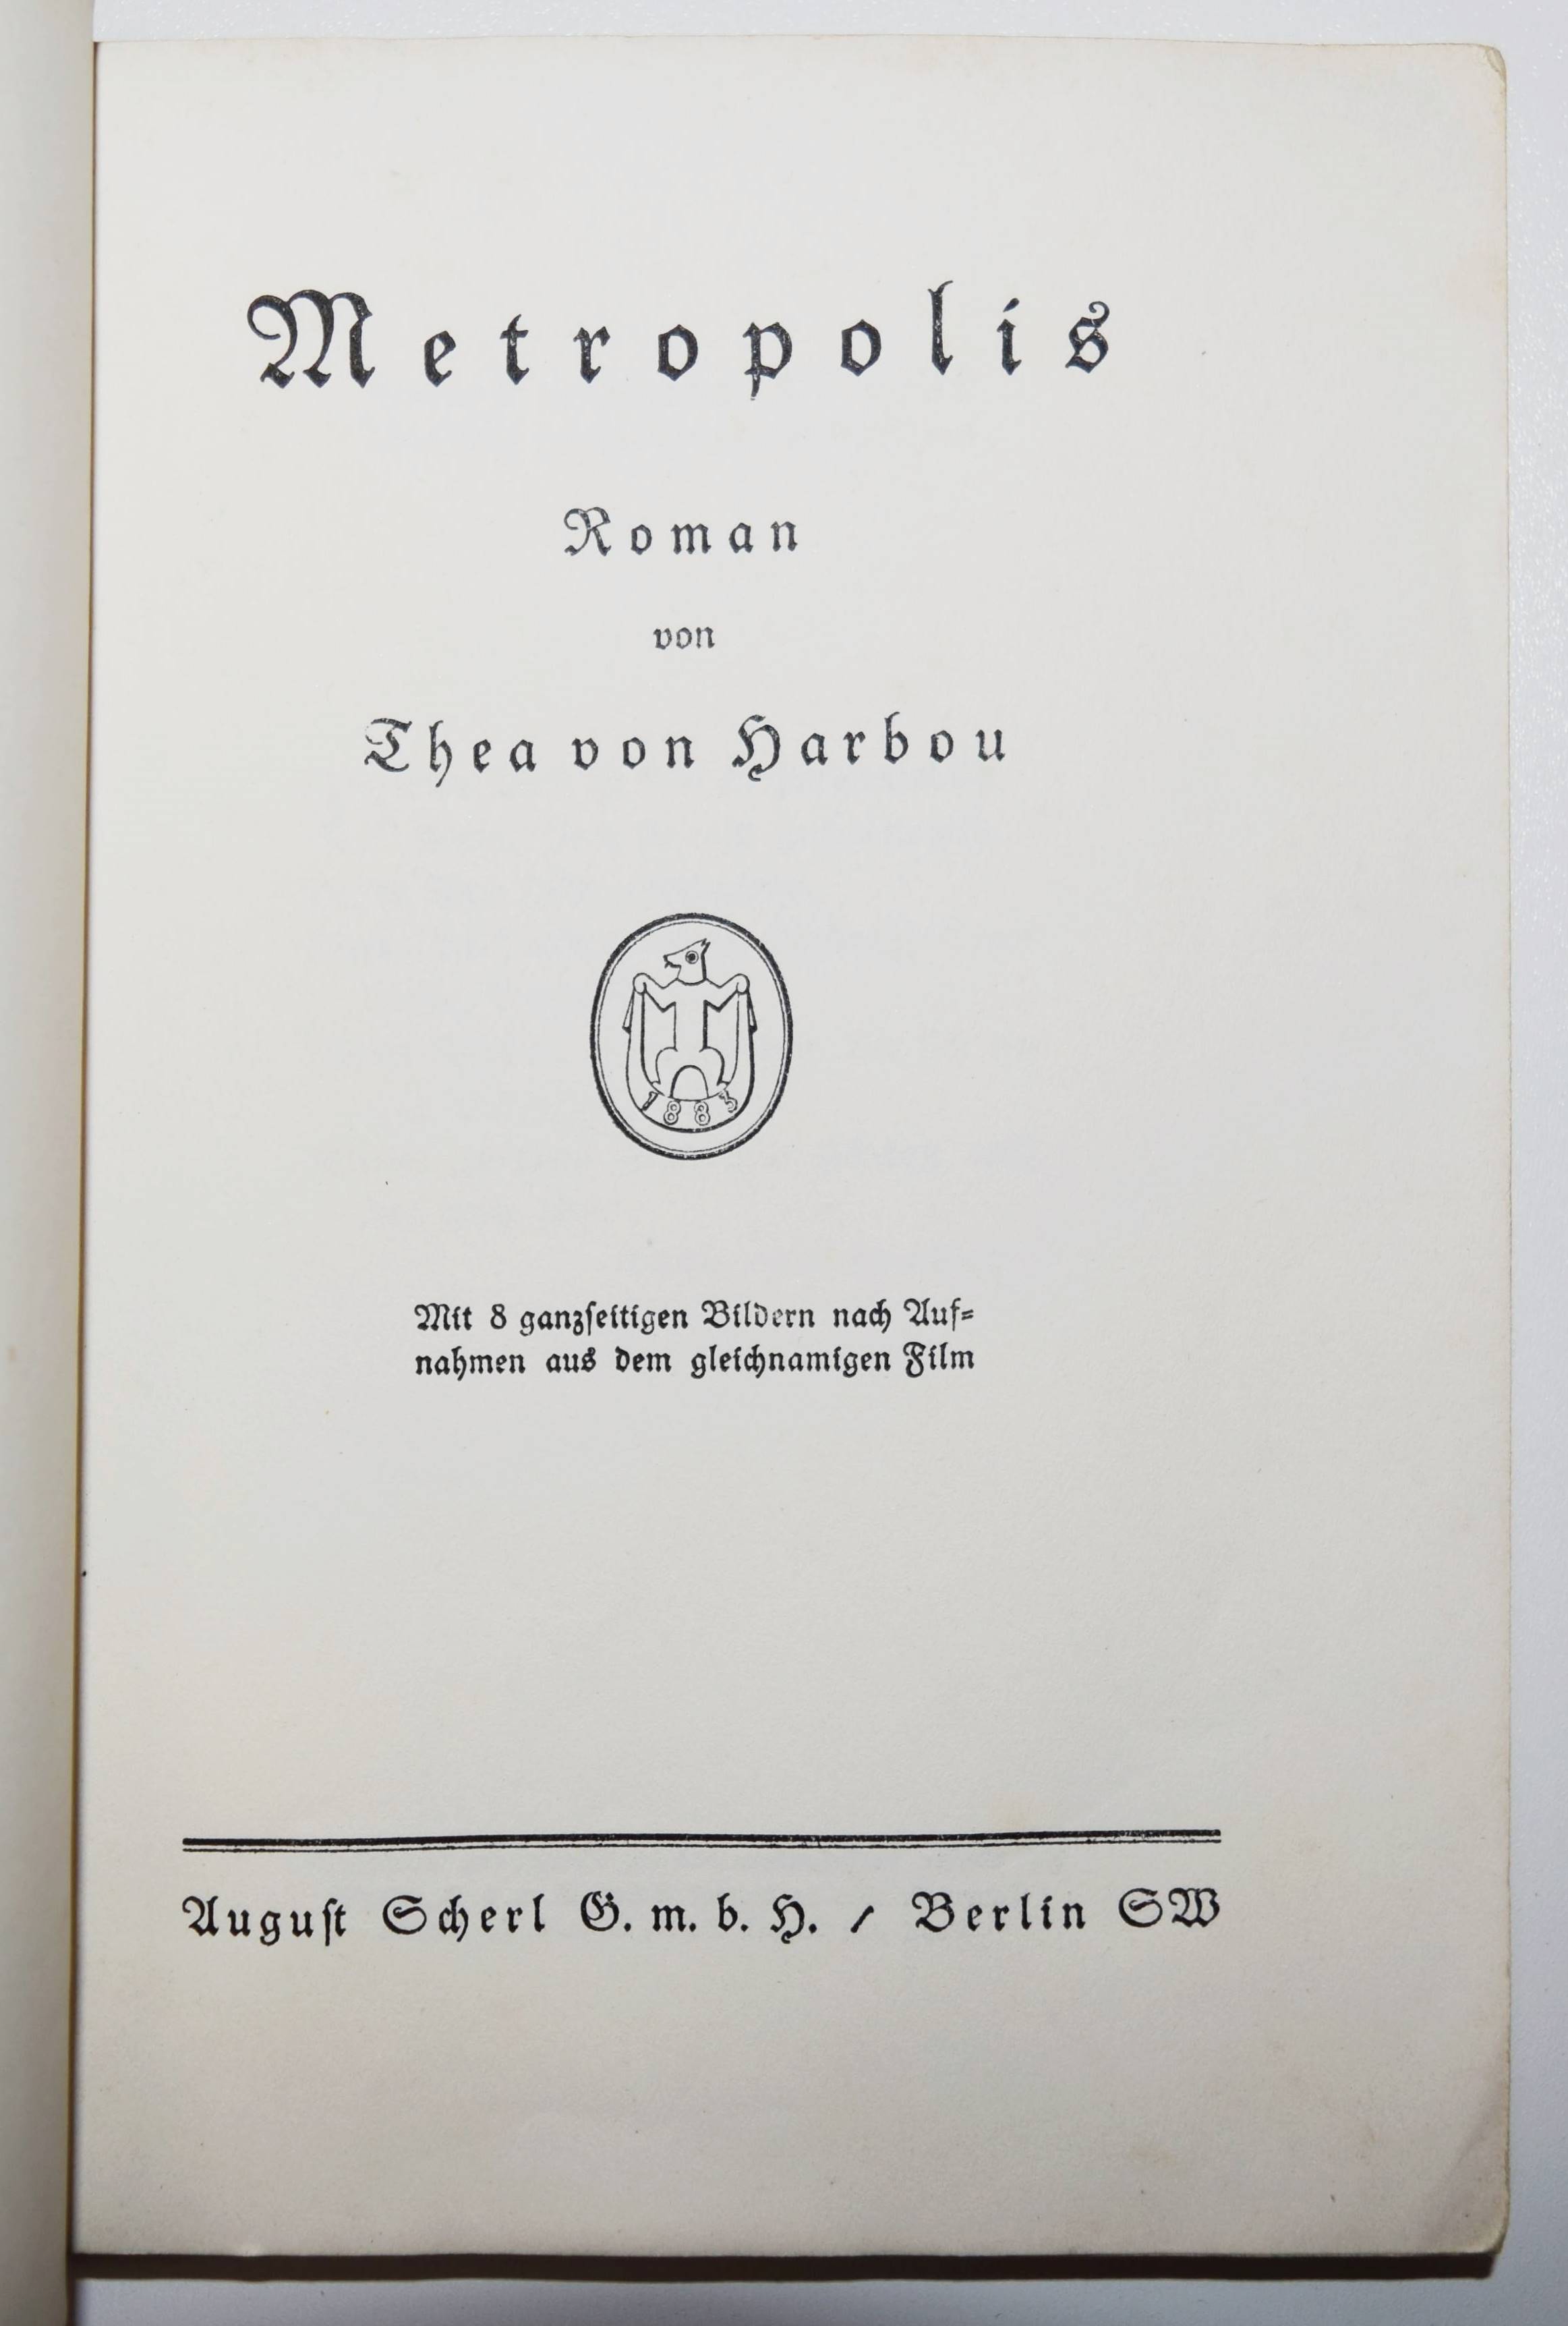 Metropolis
Roman
von
Thea von Harbou
1883
Mit 8 ganzſeitigen Bildern nach Auf⸗
nahmen aus dem gleichnamigen Film
Auguſt Scherl G. m. b. H. / Berlin SW